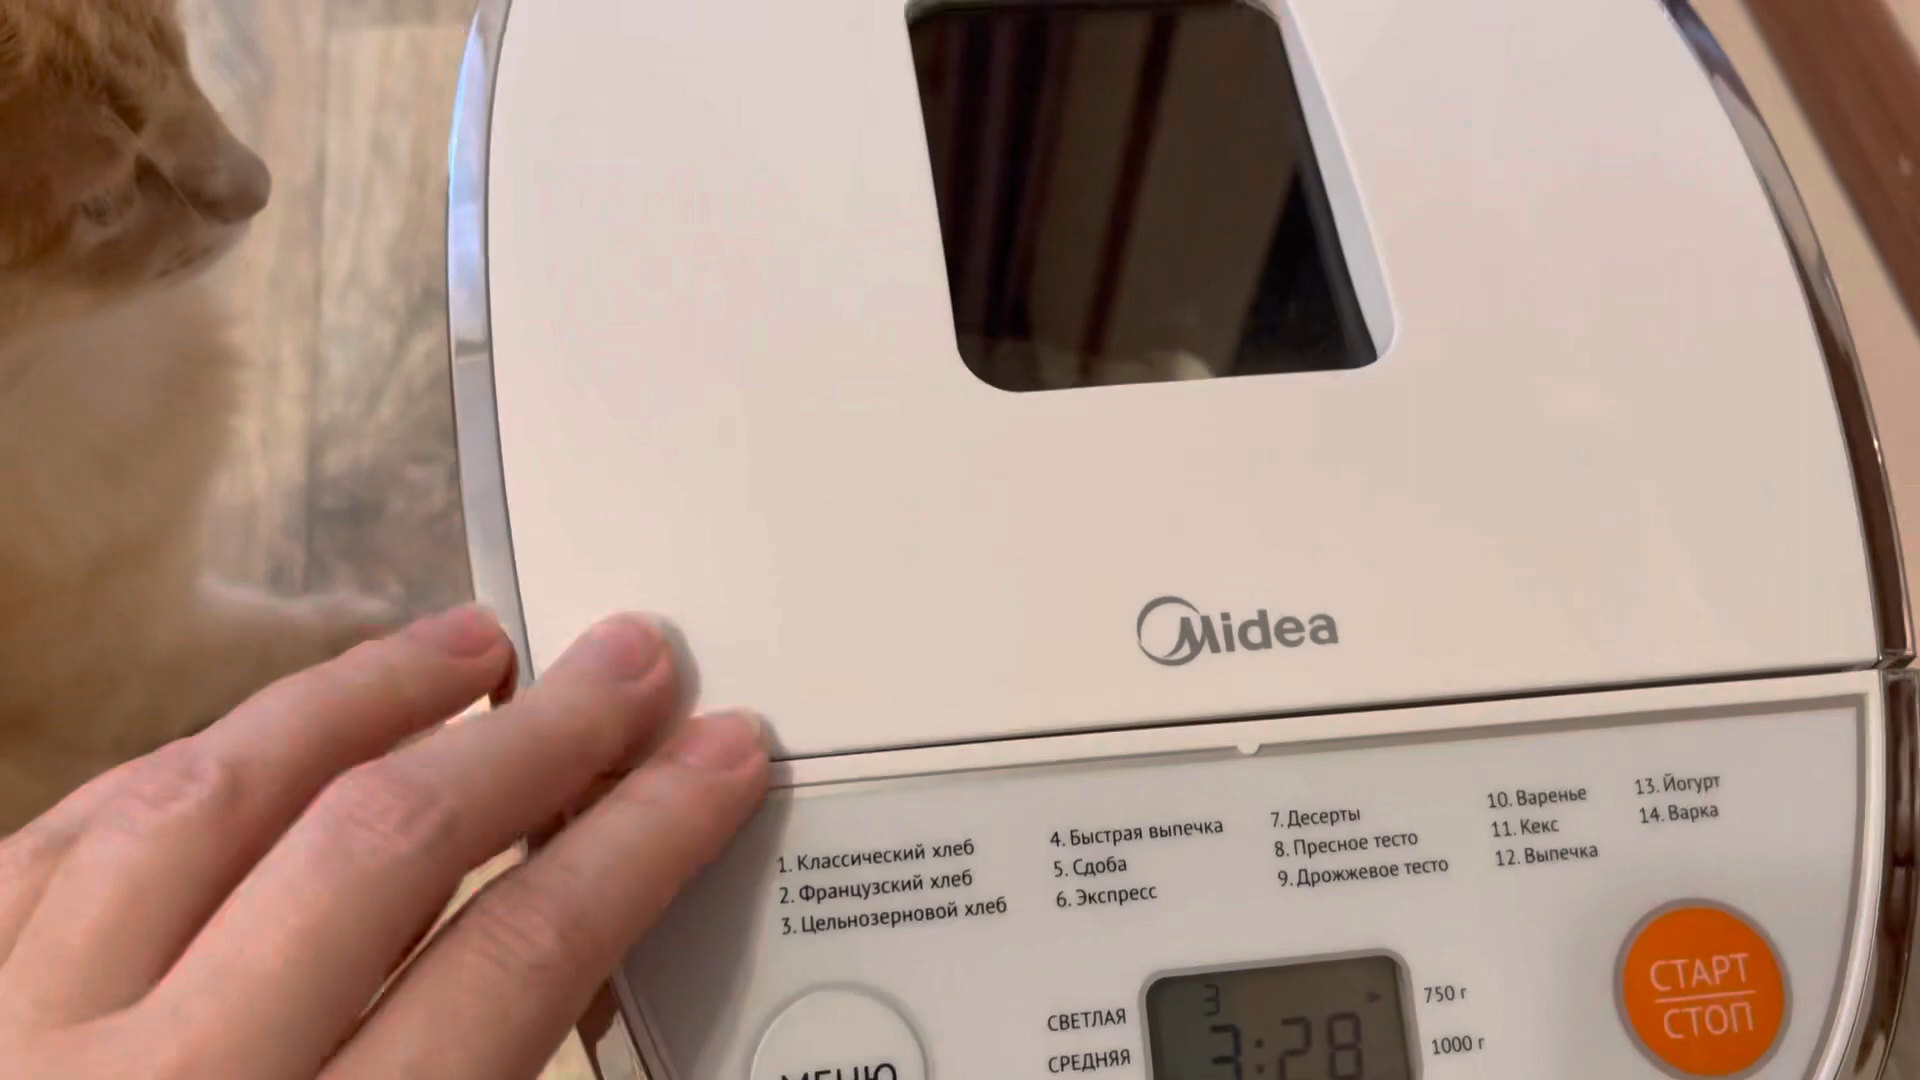 Midea
1. Классический хлеб
2. Французский хлеб
3. Цельнозерновой хлеб
4. Быстрая выпечка
5. Сдоба
6. Экспресс
7. Десерты
8. Пресное тесто
9. Дрожжевое тесто
10. Варенье
11. Кекс
12. Выпечка
13. Йогурт
14. Варка
МЕНЮ
СВЕТЛАЯ
СРЕДНЯЯ
3
3:28
750 г
1000 г
СТАРТ
СТОП